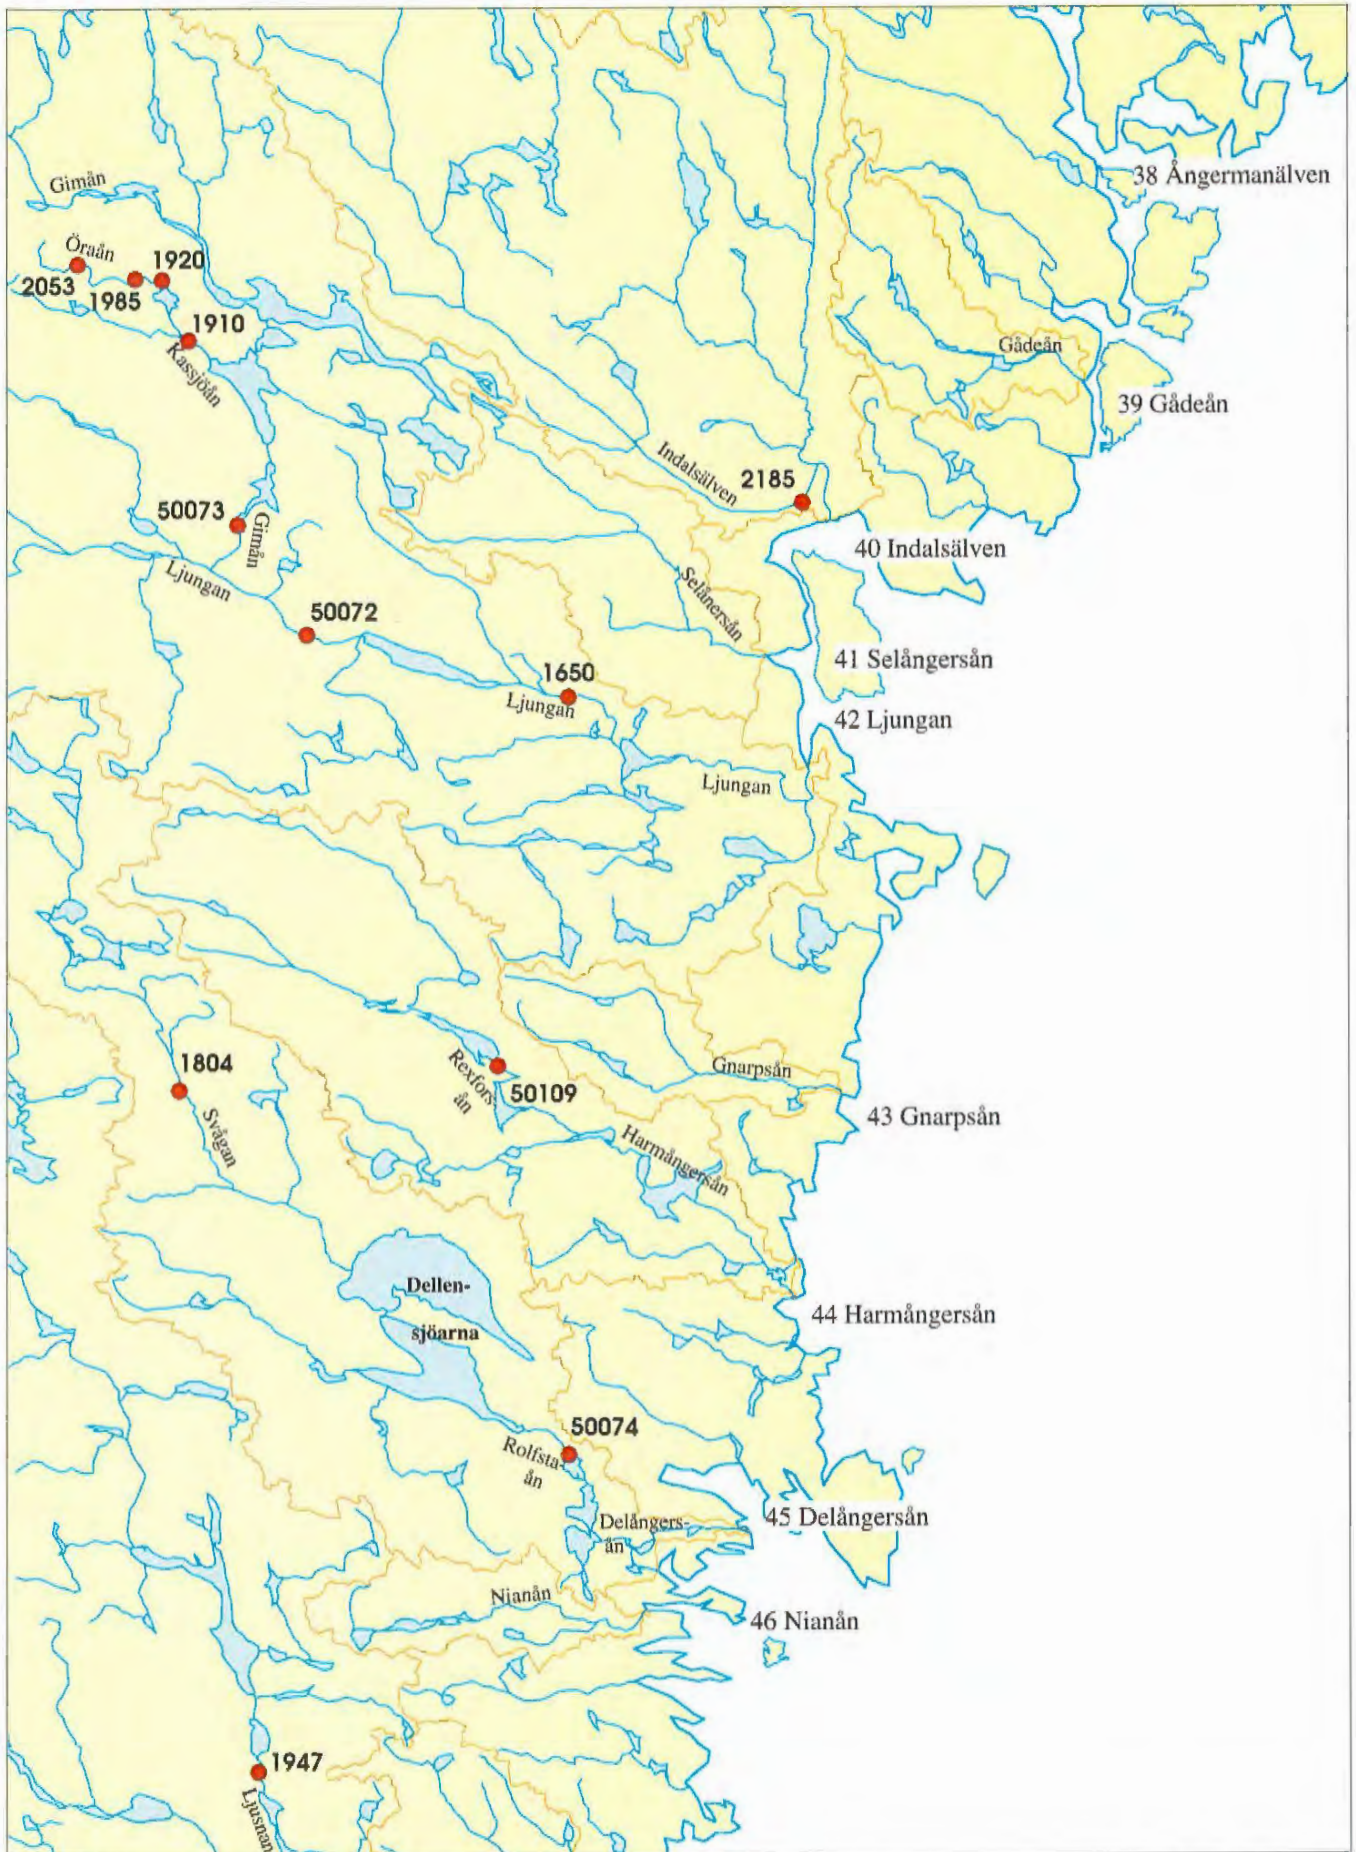 38 Ångermanälven
Gimån
Öraån
1920
2053
1985
1910
Kassjöån
Gådeån
39 Gådeån
Indalsälven
2185
50073
Gimån
40 Indalsälven
Ljungan
Selånersån
50072
41 Selångersån
1650
Ljungan
42 Ljungan
Ljungan
1804
Rexfors-
ån
50109
Gnarpsån
43 Gnarpsån
Svågan
Harmångersån
Dellen-
sjöarna
44 Harmångersån
50074
Rolfsta-
ån
Delångers-
ån
45 Delångersån
Nianån
46 Nianån
1947
Ljusnan